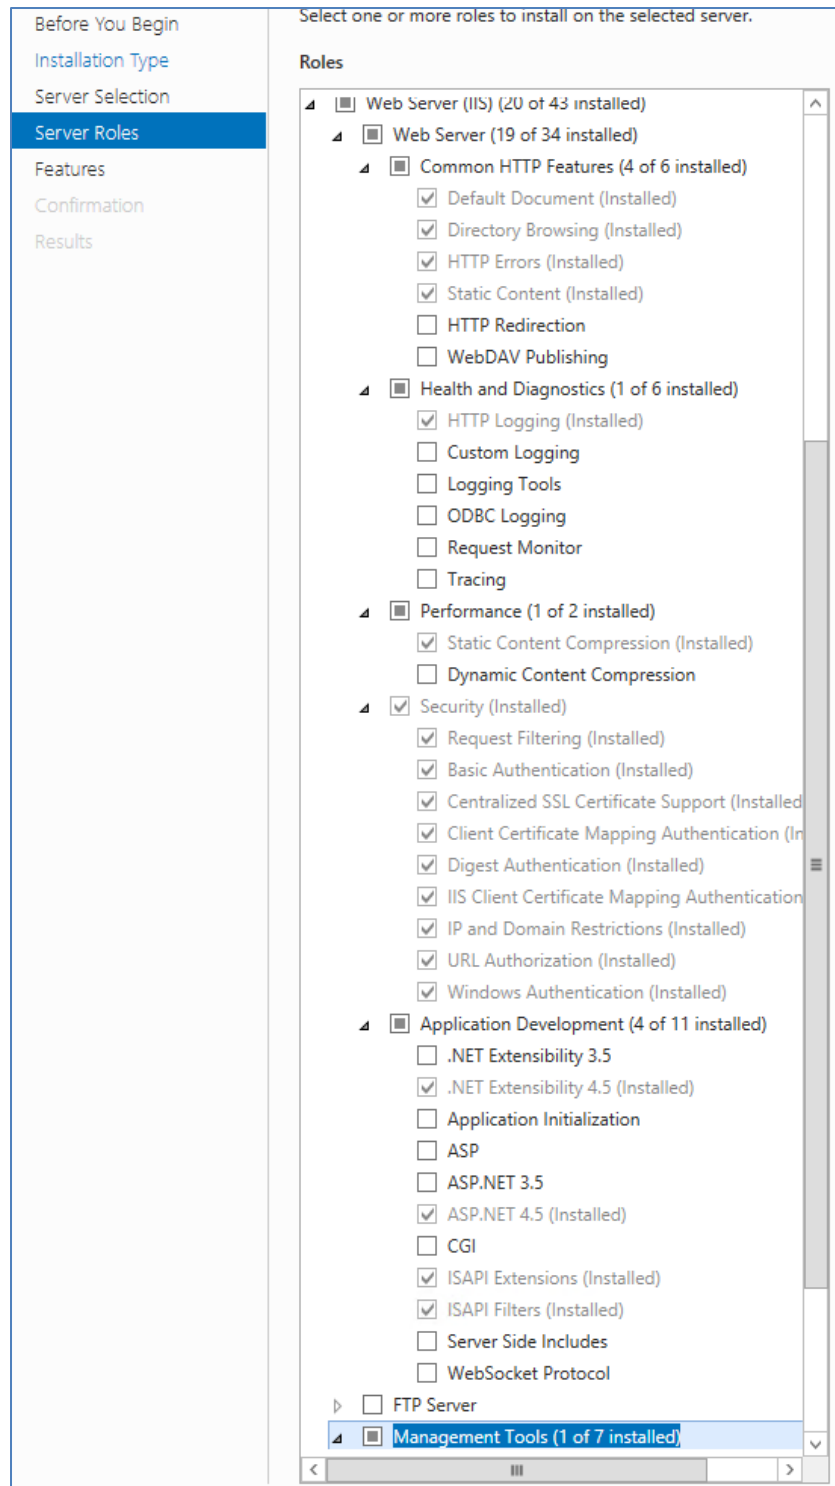 Before You Begin
Installation Type
Server Selection
Server Roles
Features
Confirmation
Results
Select one or more roles to install on the selected server.
Roles
Web Server (IIS) (20 of 43 installed)
Web Server (19 of 34 installed)
Common HTTP Features (4 of 6 installed)
Default Document (Installed)
Directory Browsing (Installed)
HTTP Errors (Installed)
Static Content (Installed)
HTTP Redirection
WebDAV Publishing
Health and Diagnostics (1 of 6 installed)
HTTP Logging (Installed)
Custom Logging
Logging Tools
ODBC Logging
Request Monitor
Tracing
Performance (1 of 2 installed)
Static Content Compression (Installed)
Dynamic Content Compression
Security (Installed)
Request Filtering (Installed)
Basic Authentication (Installed)
Centralized SSL Certificate Support (Installed
Client Certificate Mapping Authentication (In
Digest Authentication (Installed)
IIS Client Certificate Mapping Authentication
IP and Domain Restrictions (Installed)
URL Authorization (Installed)
Windows Authentication (Installed)
Application Development (4 of 11 installed)
.NET Extensibility 3.5
.NET Extensibility 4.5 (Installed)
Application Initialization
ASP
ASP.NET 3.5
ASP.NET 4.5 (Installed)
CGI
ISAPI Extensions (Installed)
ISAPI Filters (Installed)
Server Side Includes
WebSocket Protocol
FTP Server
Management Tools (1 of 7 installed)